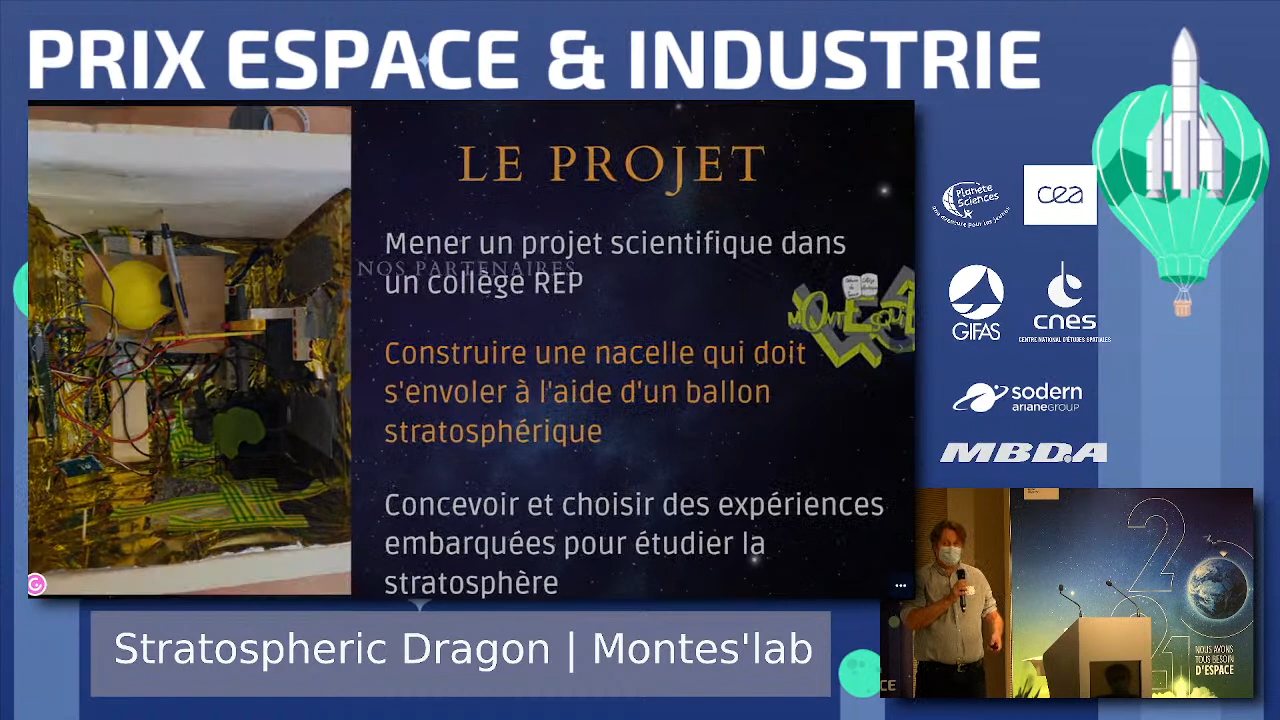 PRIX ESPACE & INDUSTRIE
LE PROJET
Mener un projet scientifique dans
NOS PARTENAIRES
un collège REP
Construire une nacelle qui doit
s'envoler à l'aide d'un ballon
stratosphérique
Concevoir et choisir des expériences
embarquées pour étudier la
stratosphère
Planète
Sciences
cea
GIFAS
cnes
CENTRE NATIONAL D'ÉTUDES SPATIALES
sodern
arianegroup
MBDA
2021
NOUS AVONS
TOUS BESOIN
D'ESPACE
CE
Stratospheric Dragon | Montes'lab